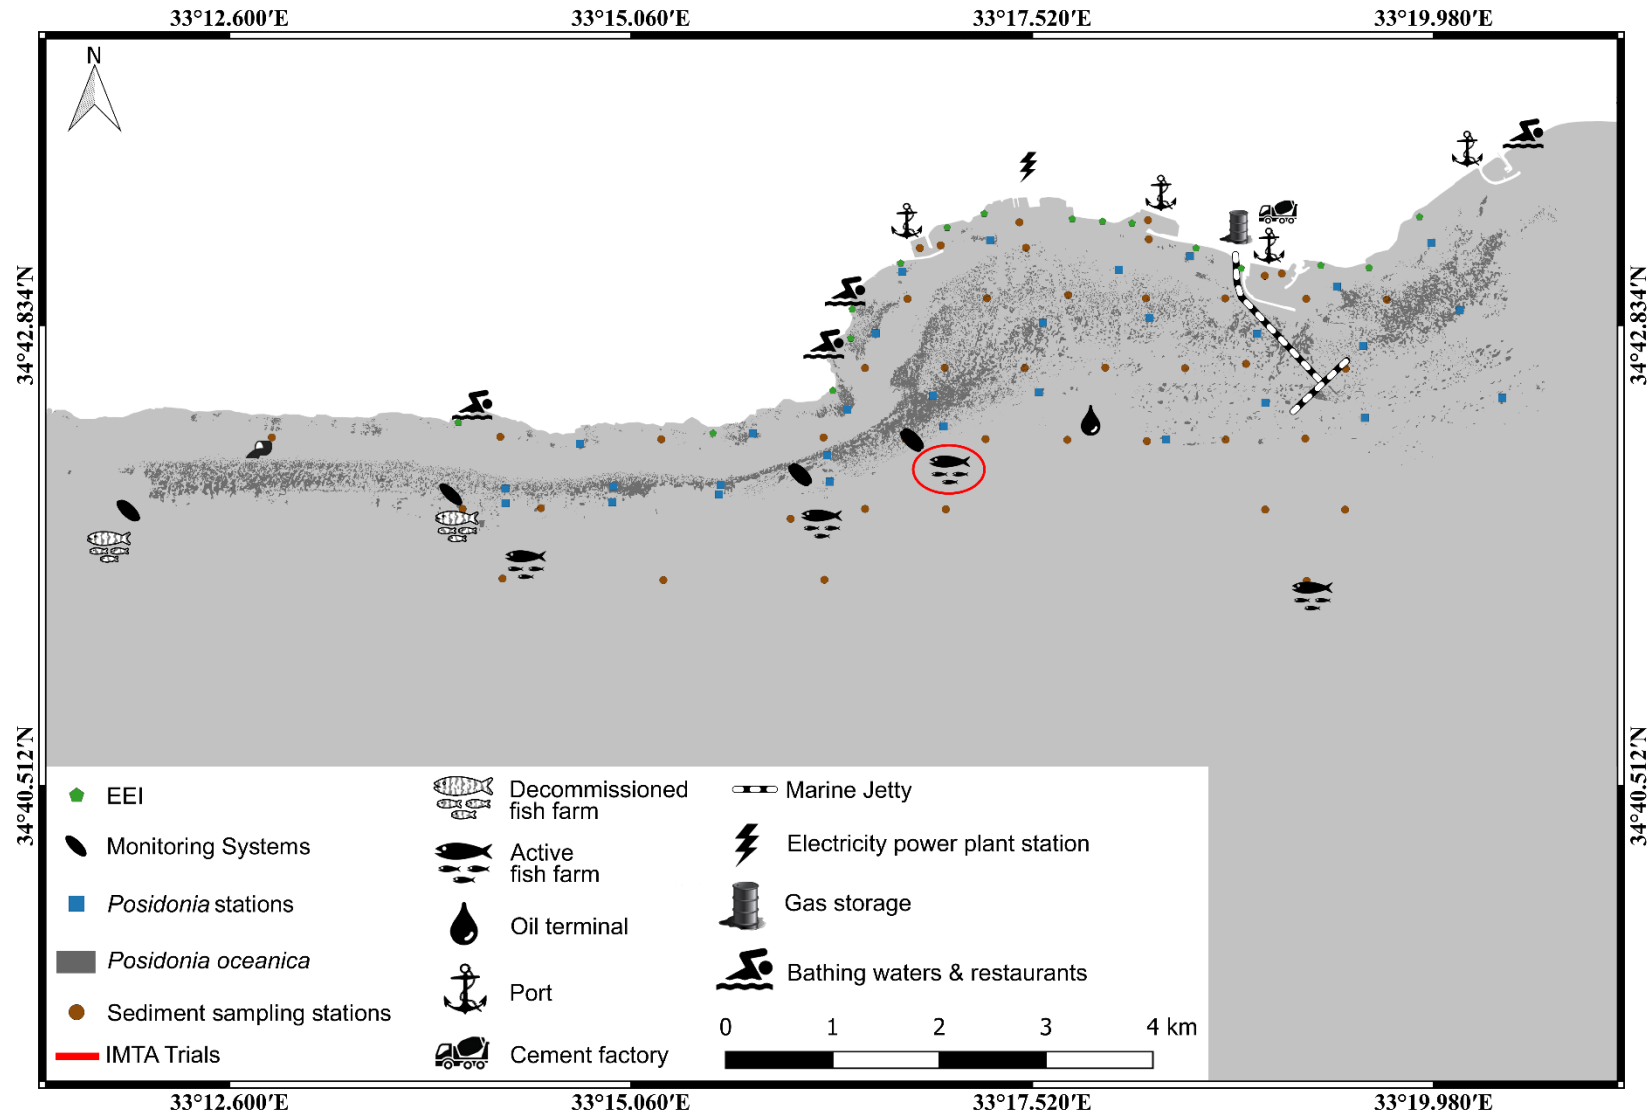 33°12.600′E 33°15.060′E 33°17.520′E 33°19.980′E
N
34°42.834′N
34°42.834′N
34°40.512′N
34°40.512′N
EEI
Monitoring Systems
Posidonia stations
Posidonia oceanica
Sediment sampling stations
IMTA Trials
Decommissioned
fish farm
Active
fish farm
Oil terminal
Port
Cement factory
Marine Jetty
Electricity power plant station
Gas storage
Bathing waters & restaurants
0 1 2 3 4 km
33°12.600′E 33°15.060′E 33°17.520′E 33°19.980′E